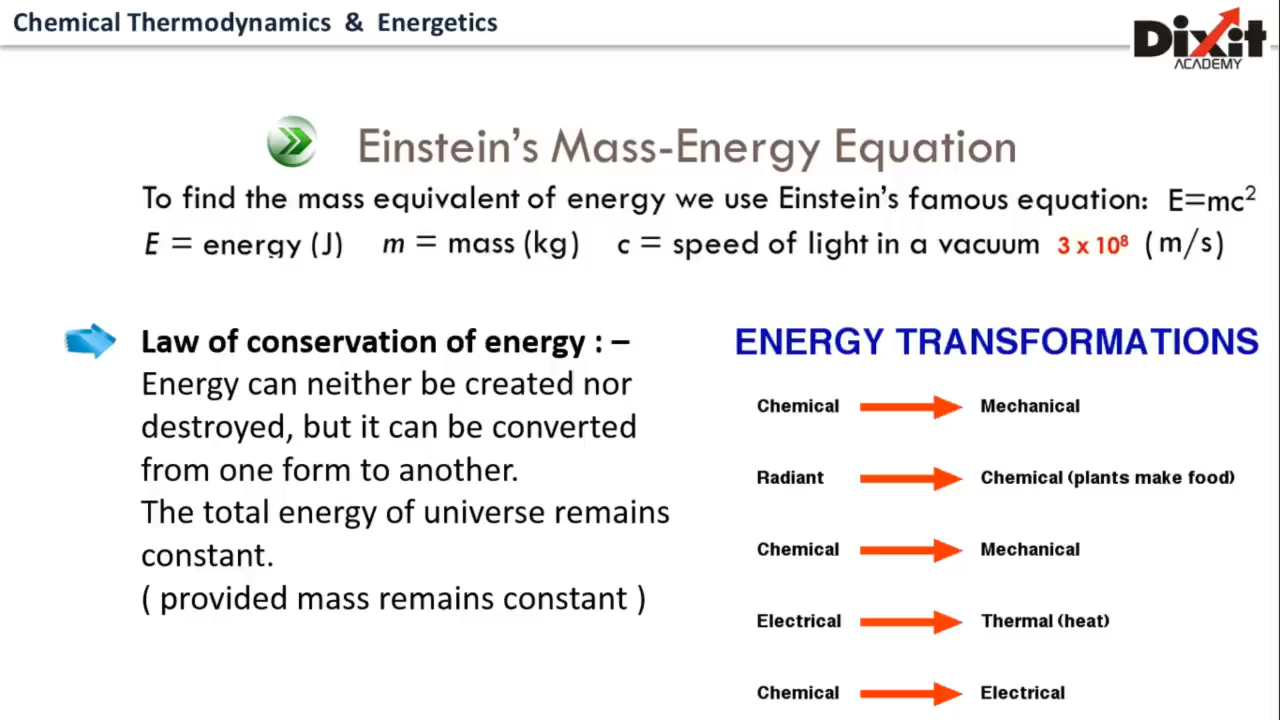 Chemical Thermodynamics & Energetics
Dixit
ACADEMY
Einstein’s Mass-Energy Equation
To find the mass equivalent of energy we use Einstein’s famous equation: E=mc²
E = energy (J) m = mass (kg) c = speed of light in a vacuum 3 x 10⁸ (m/s)
Law of conservation of energy : –
Energy can neither be created nor
destroyed, but it can be converted
from one form to another.
The total energy of universe remains
constant.
( provided mass remains constant )
ENERGY TRANSFORMATIONS
Chemical Mechanical
Radiant Chemical (plants make food)
Chemical Mechanical
Electrical Thermal (heat)
Chemical Electrical